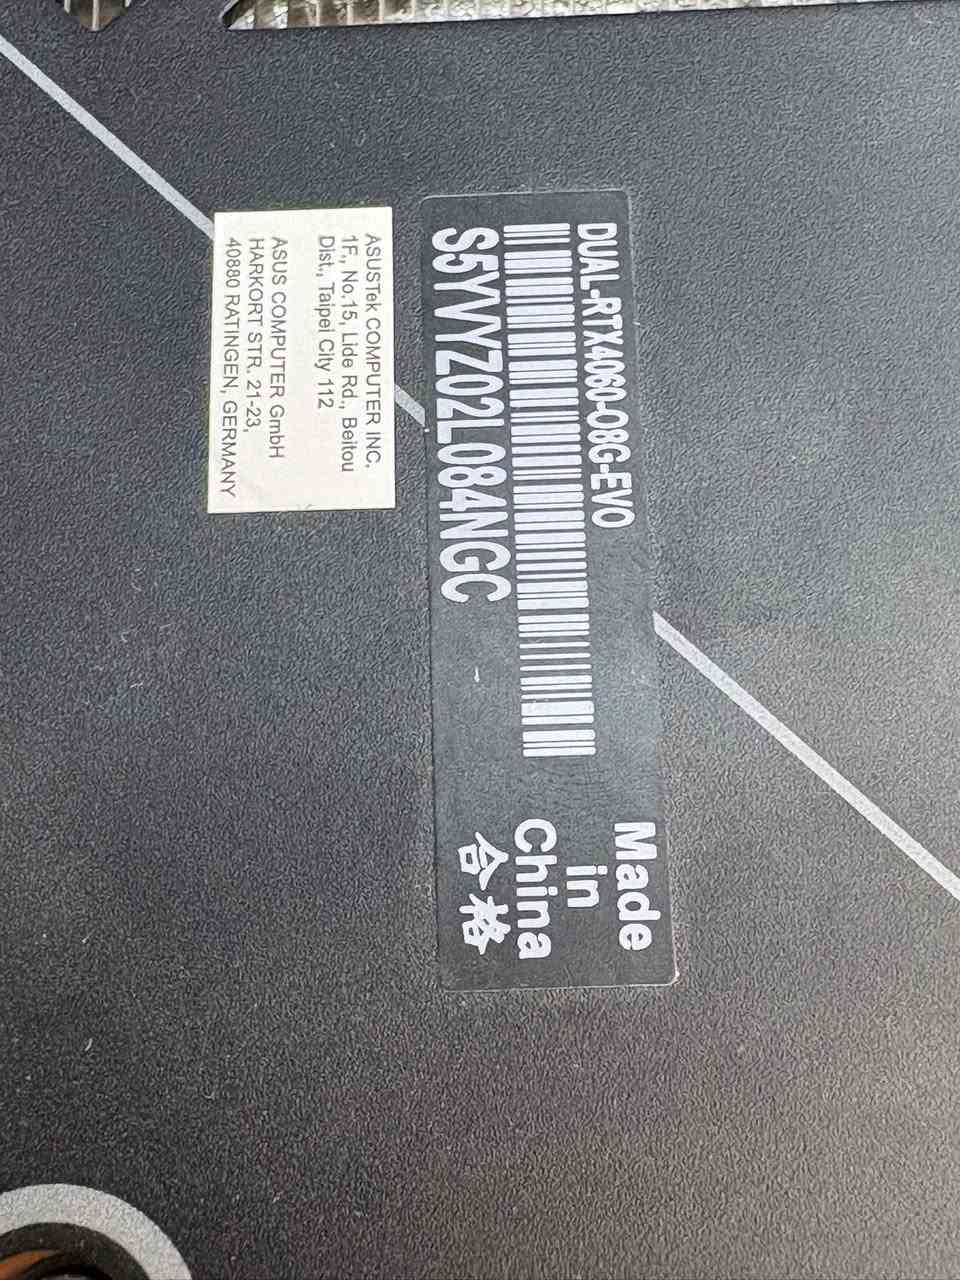 DUAL-RTX4060-O8G-EVO
S5YVYZ02L084NGC
Made
in
China
合格
ASUSTek COMPUTER INC.
1F., No.15, Lide Rd., Beitou
Dist., Taipei City 112
ASUS COMPUTER GmbH
HARKORT STR. 21-23,
40880 RATINGEN, GERMANY